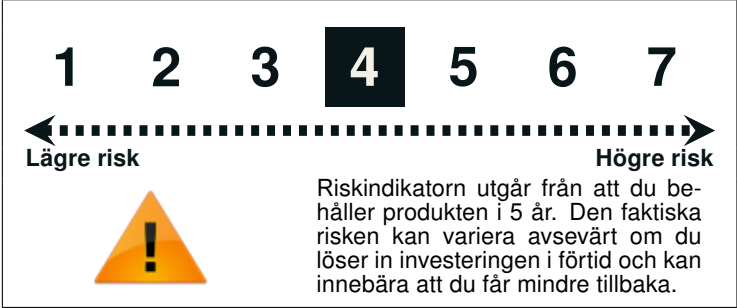 1 2 3 4 5 6 7
Lägre risk Högre risk
Riskindikatorn utgår från att du be-
håller produkten i 5 år. Den faktiska
risken kan variera avsevärt om du
löser in investeringen i förtid och kan
innebära att du får mindre tillbaka.